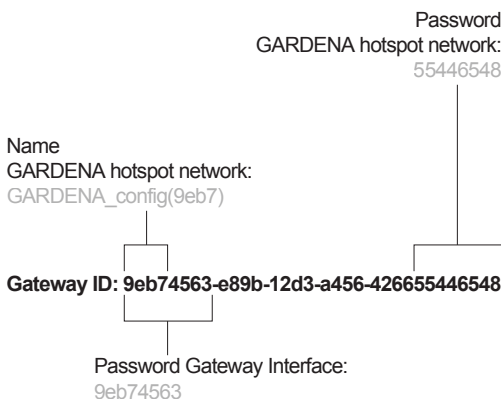 Password
GARDENA hotspot network:
55446548
Name
GARDENA hotspot network:
GARDENA_config(9eb7)
Gateway ID: 9eb74563-e89b-12d3-a456-426655446548
Password Gateway Interface:
9eb74563